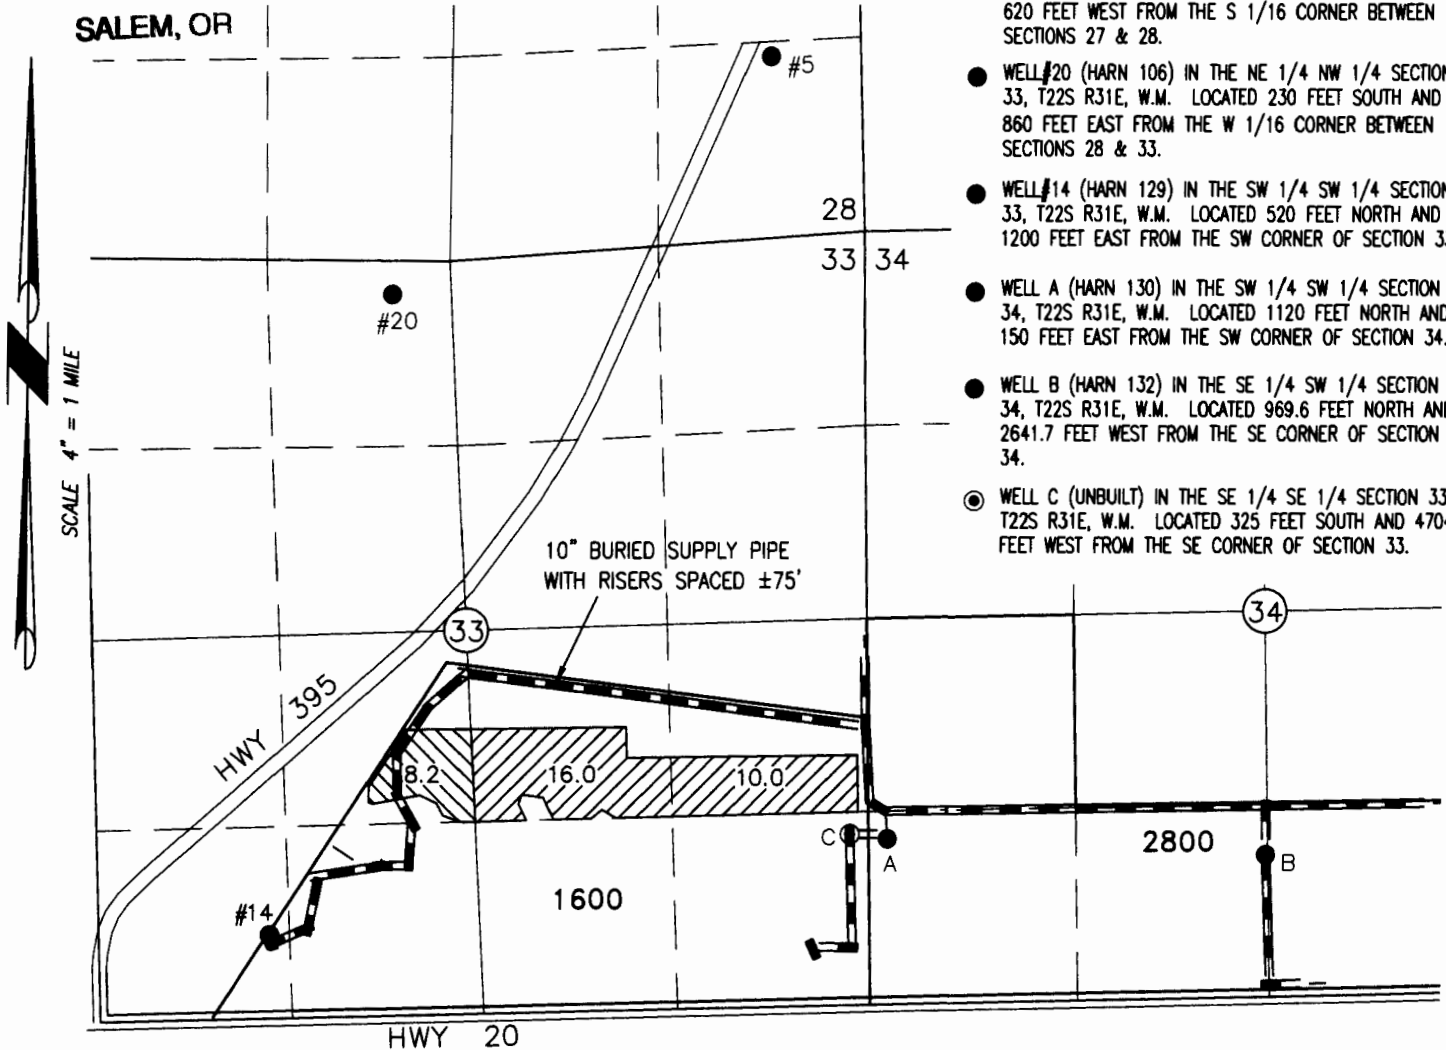 SALEM, OR
SCALE 4" = 1 MILE
620 FEET WEST FROM THE S 1/16 CORNER BETWEEN
SECTIONS 27 & 28.
WELL#20 (HARN 106) IN THE NE 1/4 NW 1/4 SECTION
33, T22S R31E, W.M. LOCATED 230 FEET SOUTH AND
860 FEET EAST FROM THE W 1/16 CORNER BETWEEN
SECTIONS 28 & 33.
WELL#14 (HARN 129) IN THE SW 1/4 SW 1/4 SECTION
33, T22S R31E, W.M. LOCATED 520 FEET NORTH AND
1200 FEET EAST FROM THE SW CORNER OF SECTION
WELL A (HARN 130) IN THE SW 1/4 SW 1/4 SECTION
34, T22S R31E, W.M. LOCATED 1120 FEET NORTH AND
150 FEET EAST FROM THE SW CORNER OF SECTION 34.
WELL B (HARN 132) IN THE SE 1/4 SW 1/4 SECTION
34, T22S R31E, W.M. LOCATED 969.6 FEET NORTH AND
2641.7 FEET WEST FROM THE SE CORNER OF SECTION
34.
WELL C (UNBUILT) IN THE SE 1/4 SE 1/4 SECTION 33
T22S R31E, W.M. LOCATED 325 FEET SOUTH AND
FEET WEST FROM THE SE CORNER OF SECTION 33.
#5
28
33 34
#20
10" BURIED SUPPLY PIPE
WITH RISERS SPACED ±75'
33
34
HWY 395
8.2
16.0
10.0
C
A
2800
B
1600
#14
HWY 20